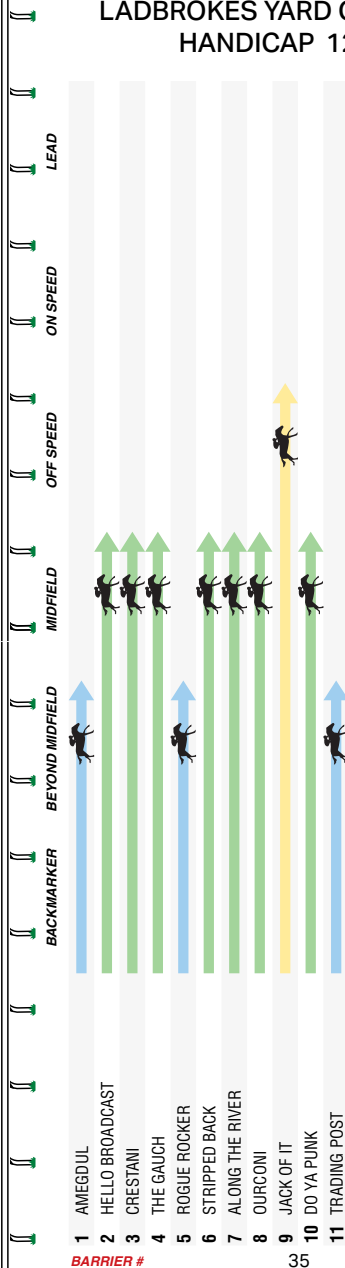 LADBROKES YARD
HANDICAP
LEAD
ON SPEED
OFF SPEED
MIDFIELD
BEYOND MIDFIELD
BACKMARKER
1 AMEGDUL
2 HELLO BROADCAST
3 CRESTANI
4 THE GAUCH
5 ROGUE ROCKER
6 STRIPPED BACK
7 ALONG THE RIVER
8 OURCONI
9 JACK OF IT
10 DO YA PUNK
11 TRADING POST
BARRIER #
35